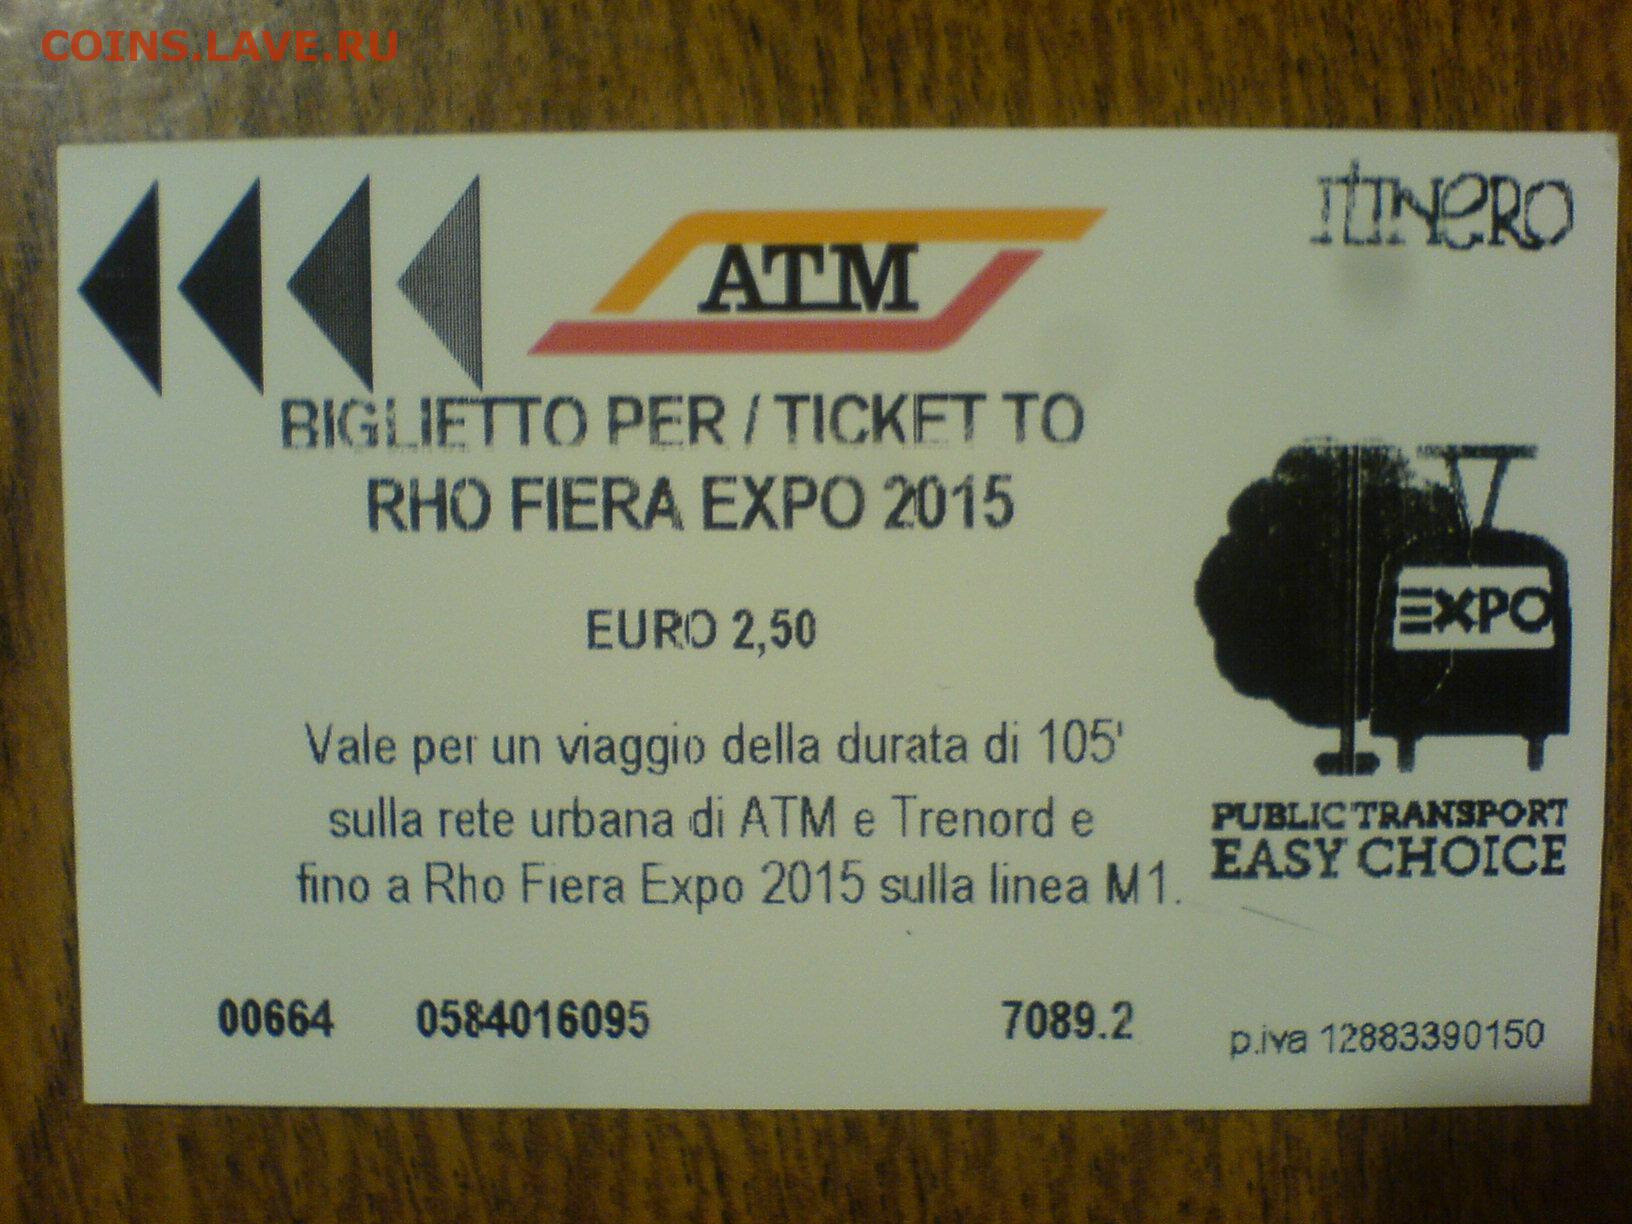 COINS.LAVE.RU
ITINERO
ATM
BIGLIETTO PER / TICKET TO
RHO FIERA EXPO 2015
EXPO
EURO 2,50
Vale per un viaggio della durata di 105'
sulla rete urbana di ATM e Trenord e
fino a Rho Fiera Expo 2015 sulla linea M1.
PUBLIC TRANSPORT
EASY CHOICE
00664 0584016095 7089.2 p.iva 12883390150